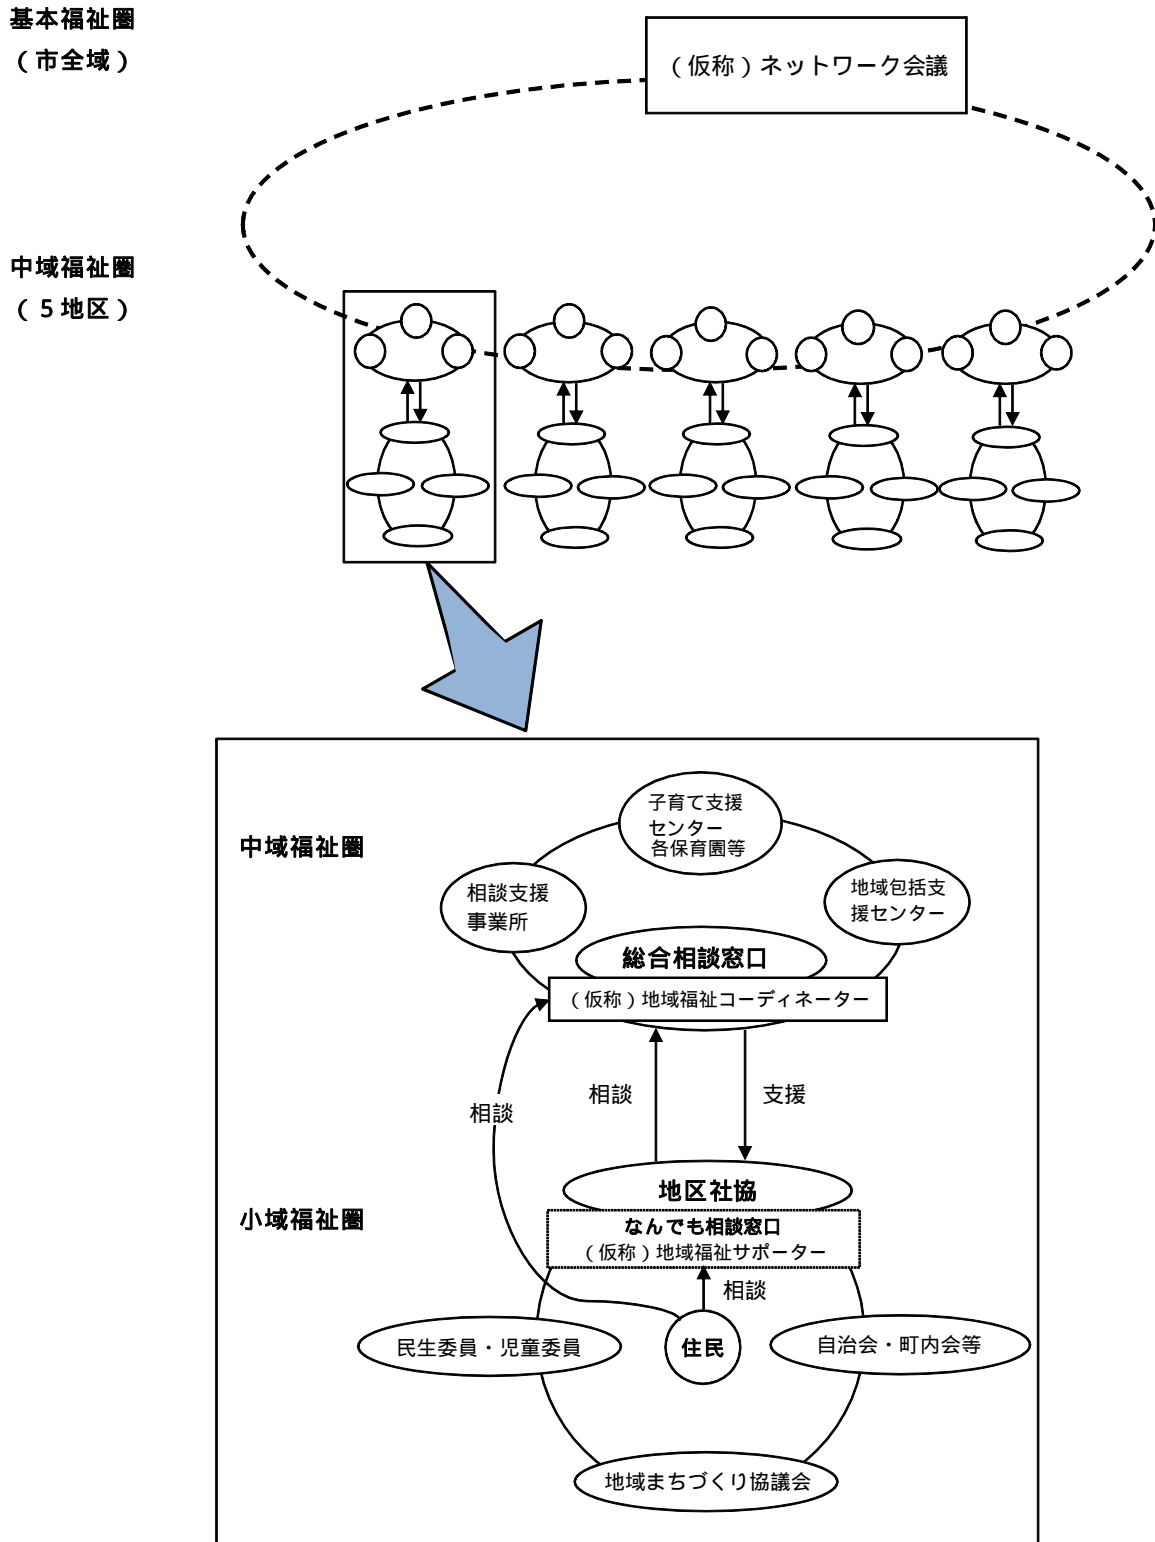 基本福祉圏
（市全域）
（仮称）ネットワーク会議
中域福祉圏
（５地区）
中域福祉圏
子育て支援
センター
各保育園等
相談支援
事業所
地域包括支
援センター
総合相談窓口
（仮称）地域福祉コーディネーター
相談
相談
支援
小域福祉圏
地区社協
なんでも相談窓口
（仮称）地域福祉サポーター
相談
民生委員・児童委員
住民
自治会・町内会等
地域まちづくり協議会